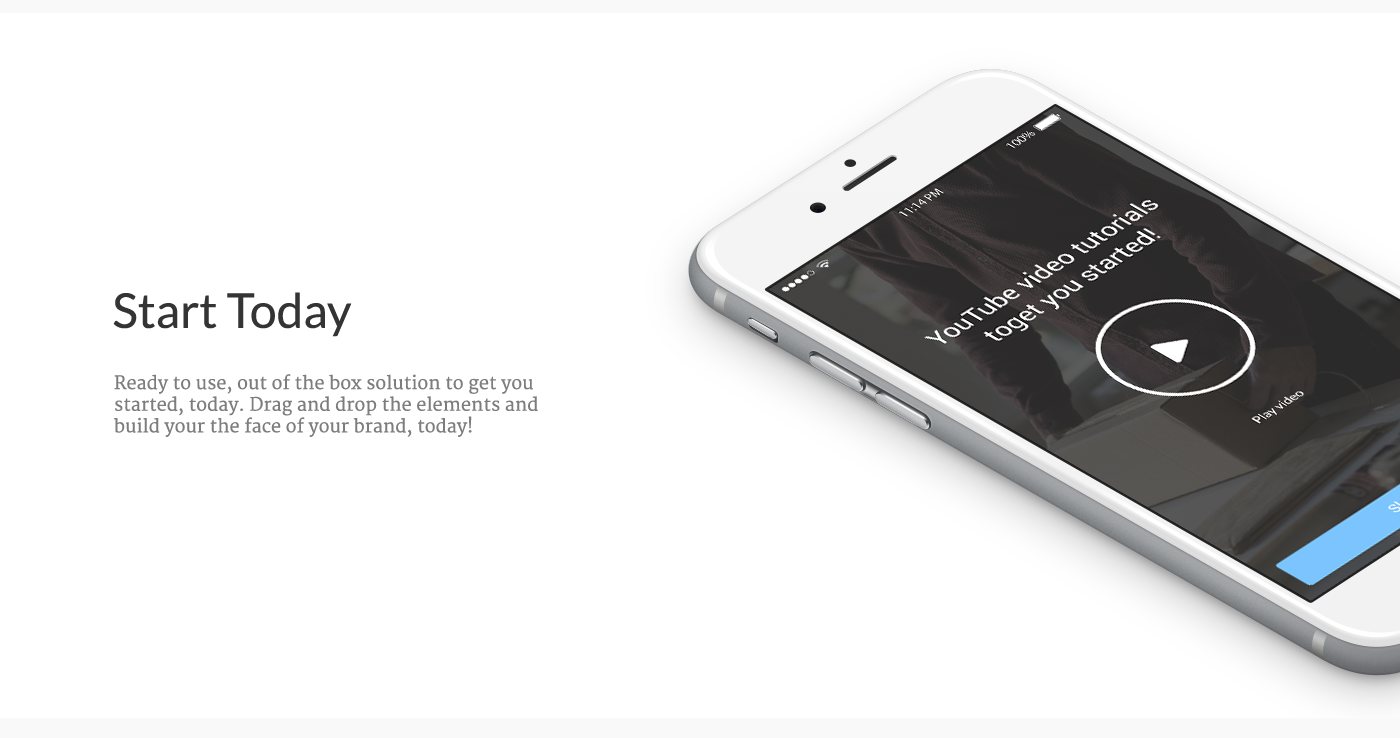 Start Today
Ready to use, out of the box solution to get you
started, today. Drag and drop the elements and
build your the face of your brand, today!
11:14 PM
100%
YouTube video tutorials
toget you started!
Play video